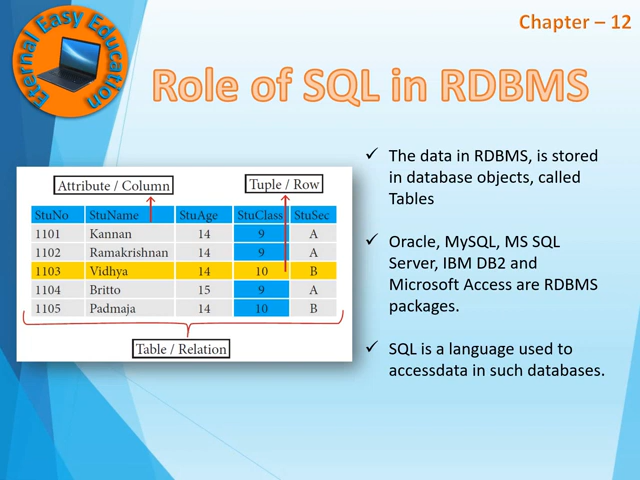 Eternal Easy Education
Chapter – 12
Role of SQL in RDBMS
Attribute / Column
Tuple / Row
StuNo StuName StuAge StuClass StuSec
1101 Kannan 14 9 A
1102 Ramakrishnan 14 9 A
1103 Vidhya 14 10 B
1104 Britto 15 9 A
1105 Padmaja 14 10 B
Table / Relation
✓ The data in RDBMS, is stored
in database objects, called
Tables
✓ Oracle, MySQL, MS SQL
Server, IBM DB2 and
Microsoft Access are RDBMS
packages.
✓ SQL is a language used to
accessdata in such databases.